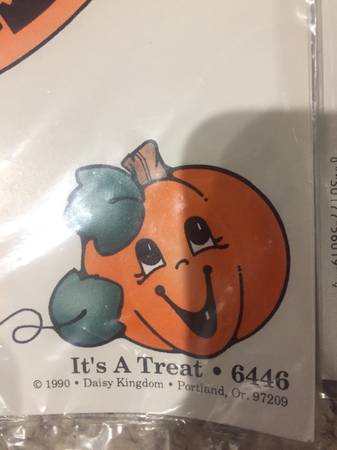 It's A Treat • 6446
© 1990 • Daisy Kingdom • Portland, Or. 97209